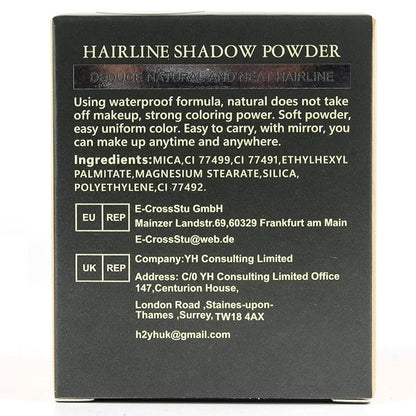 HAIRLINE SHADOW POWDER
DEDUCE NATURAL AND NEAT HAIRLINE
Using waterproof formula, natural does not take
off makeup, strong coloring power. Soft powder,
easy uniform color. Easy to carry, with mirror, you
can make up anytime and anywhere.
Ingredients:MICA,CI 77499,CI 77491,ETHYLHEXYL
PALMITATE,MAGNESIUM STEARATE,SILICA,
POLYETHYLENE,CI 77492.
EU REP
E-CrossStu GmbH
Mainzer Landstr.69,60329 Frankfurt am Main
E-CrossStu@web.de
UK REP
Company:YH Consulting Limited
Address: C/0 YH Consulting Limited Office
147,Centurion House,
London Road ,Staines-upon-
Thames ,Surrey, TW18 4AX
h2yhuk@gmail.com